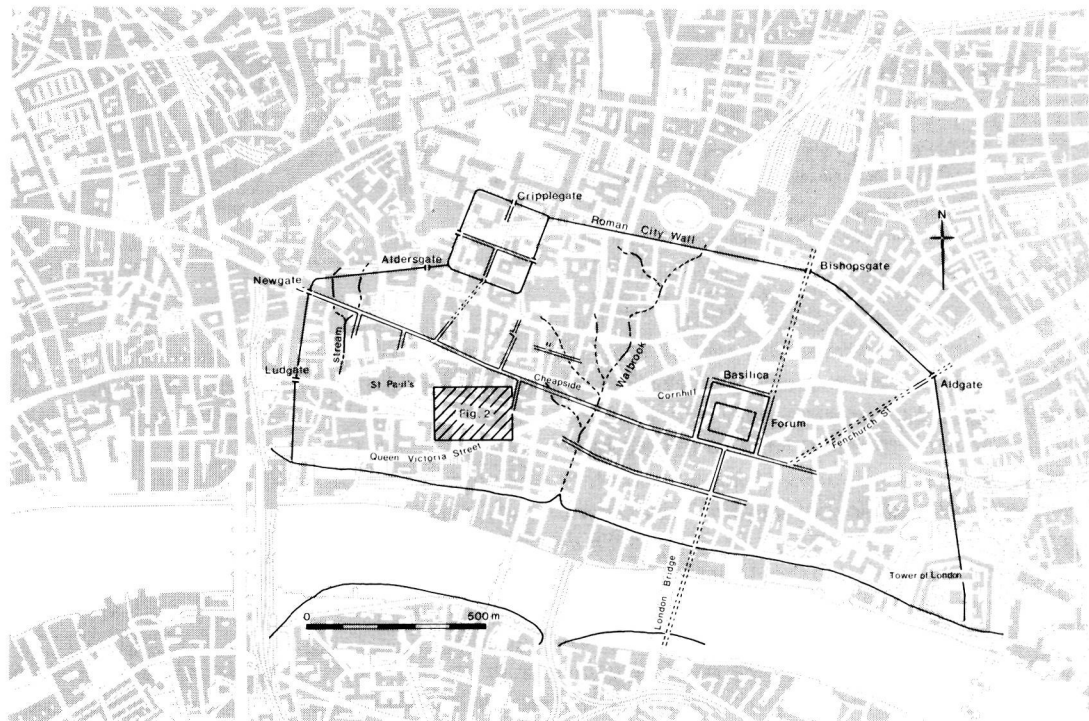 Cripplegate
Roman City Wall
N
Aldersgate
Bishopsgate
Newgate
stream
Walbrook
Ludgate
St Paul's
Cheapside
Basilica
Aldgate
Cornhill
Fig. 2
Forum
Fenchurch St
Queen Victoria Street
London Bridge
Tower of London
0 500m